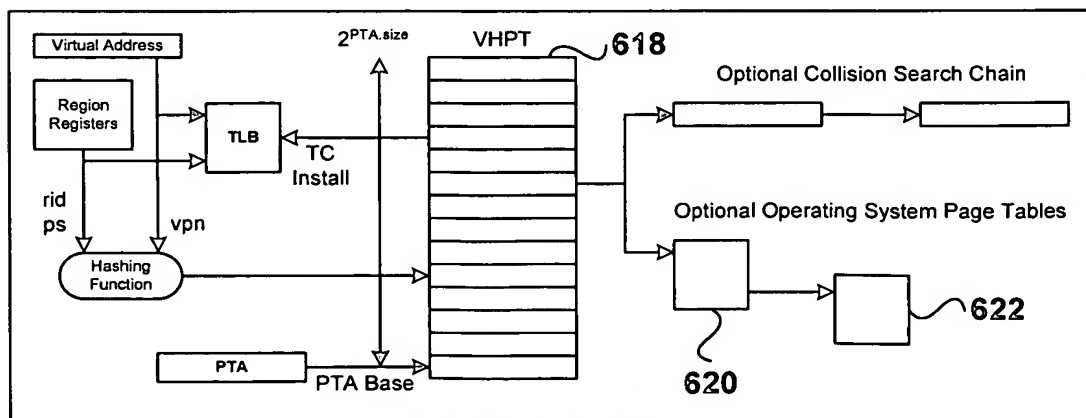 Virtual Address
2^PTA.size
VHPT
618
Optional Collision Search Chain
Region
Registers
TLB
TC
Install
rid
ps
vpn
Optional Operating System Page Tables
Hashing
Function
622
620
PTA
PTA Base